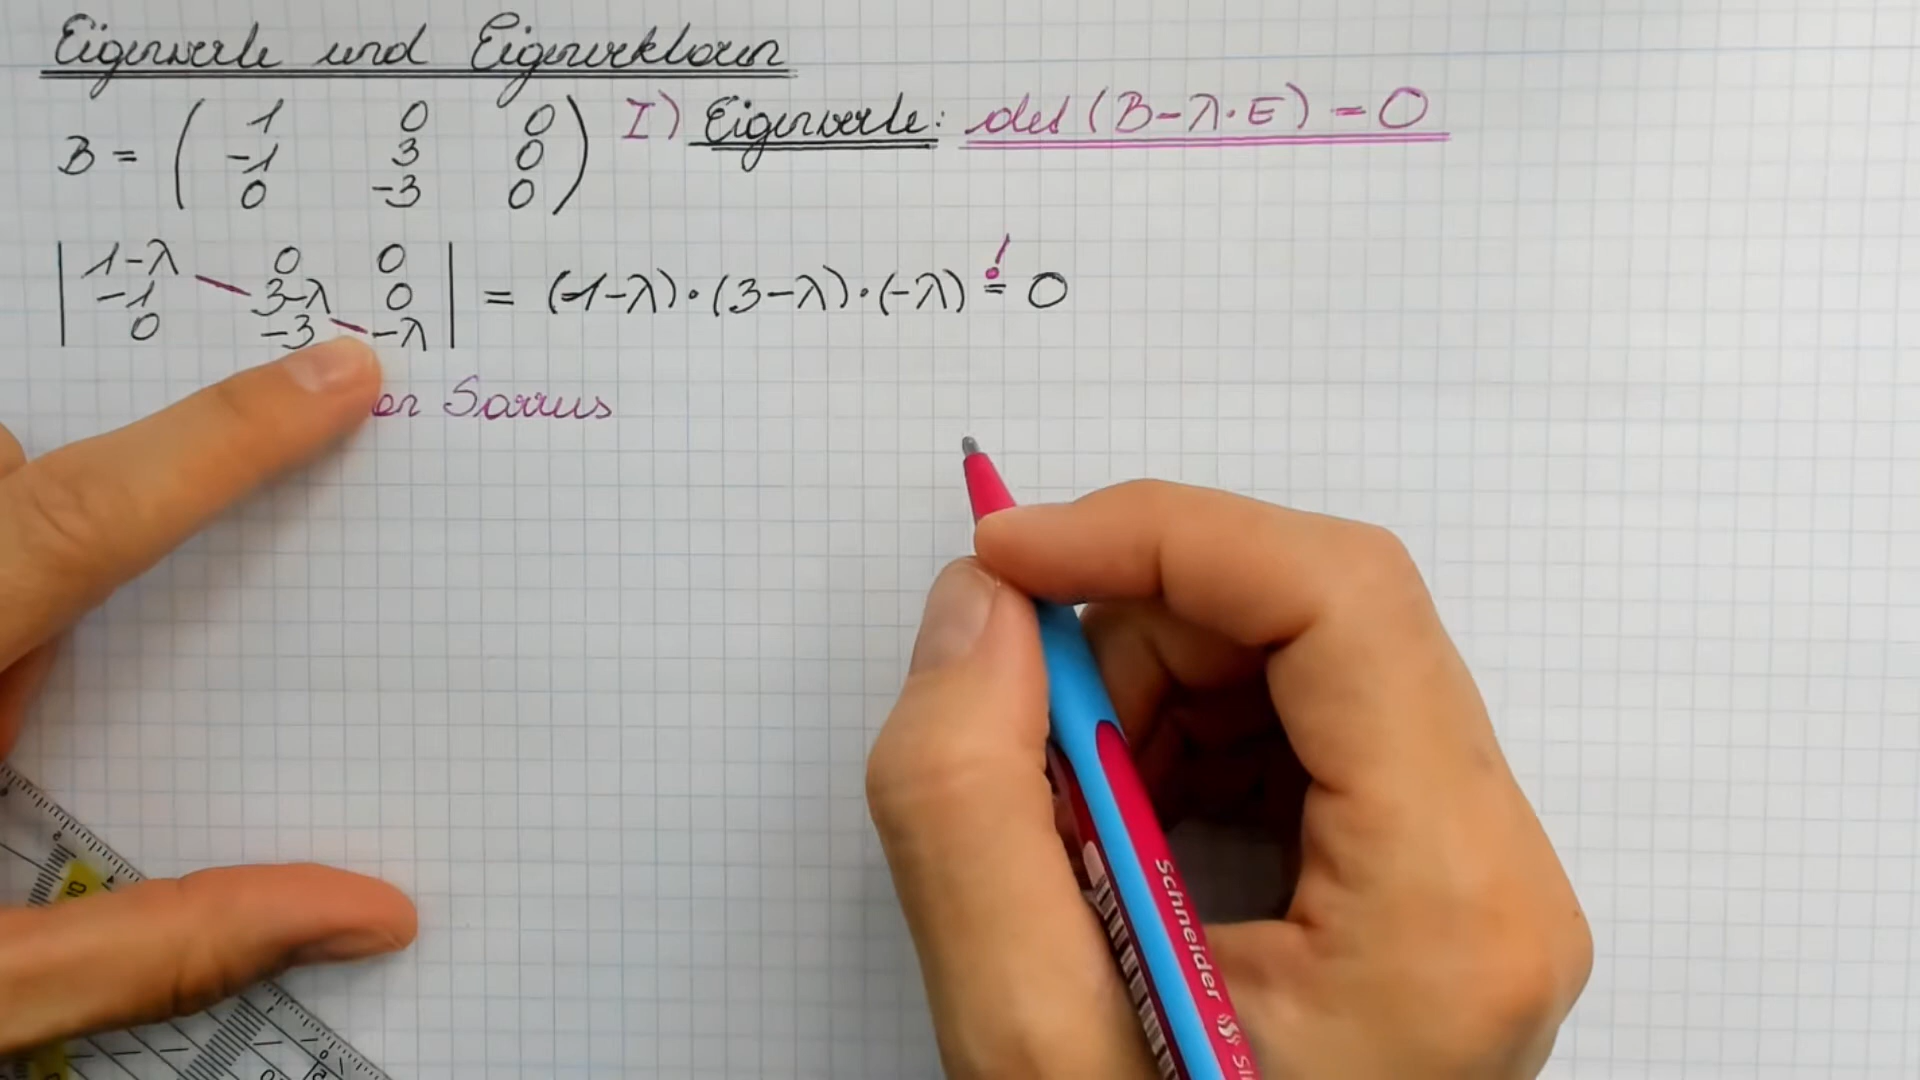 Eigenwerte und Eigenvektoren
B = ( 1 0 0
-1 3 0
0 -3 0 )
I) Eigenwerte: det (B-λ·E) = 0
| 1-λ 0 0
-1 3-λ 0
0 -3 -λ | = (1-λ)·(3-λ)·(-λ) != 0
Sarrus
Schneider